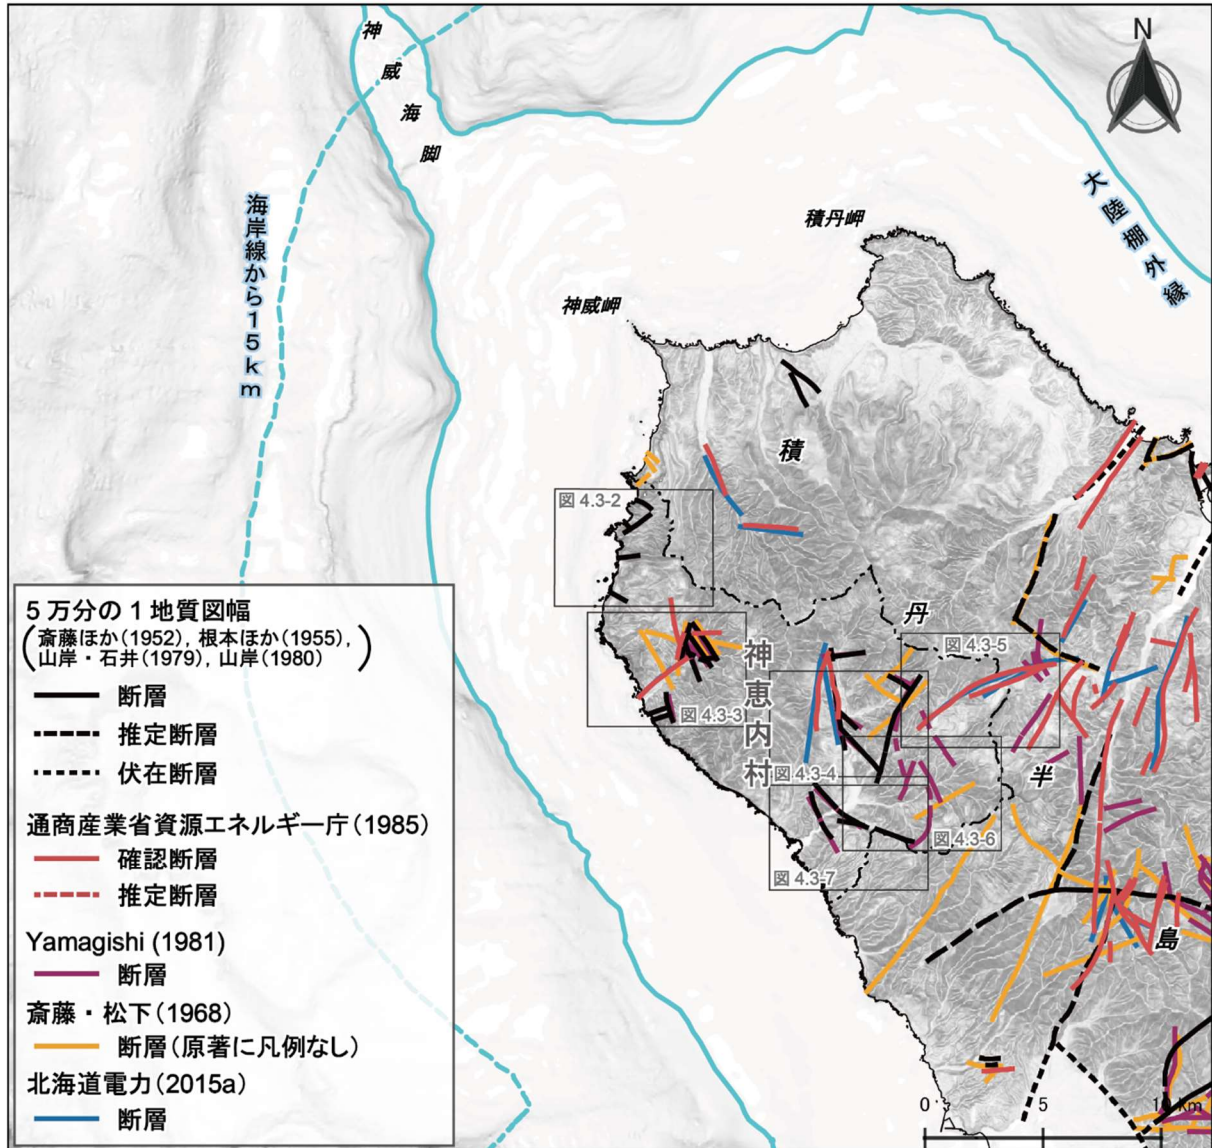 神威海脚
N
大陸棚外縁
海岸線から15km
積丹岬
神威岬
積
丹
半
島
神恵内村
図 4.3-2
図 4.3-3
図 4.3-4
図 4.3-5
図 4.3-6
図 4.3-7
5万分の1地質図幅
(斎藤ほか(1952), 根本ほか(1955),
山岸・石井(1979), 山岸(1980))
断層
推定断層
伏在断層
通商産業省資源エネルギー庁(1985)
確認断層
推定断層
Yamagishi (1981)
断層
斎藤・松下(1968)
断層(原著に凡例なし)
北海道電力(2015a)
断層
0 5 10 km